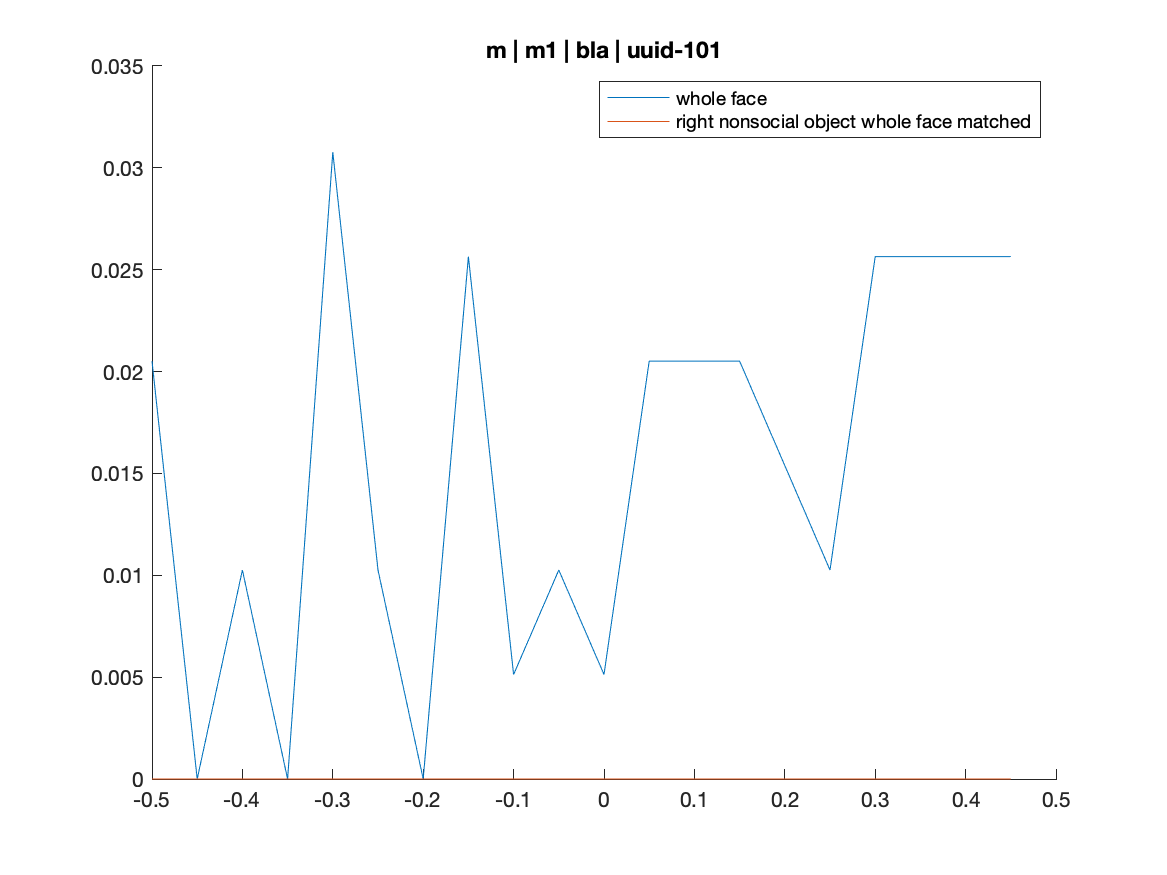 m | m1 | bla | uuid-101
whole face
right nonsocial object whole face matched
0.035
0.03
0.025
0.02
0.015
0.01
0.005
0
-0.5 -0.4 -0.3 -0.2 -0.1 0 0.1 0.2 0.3 0.4 0.5